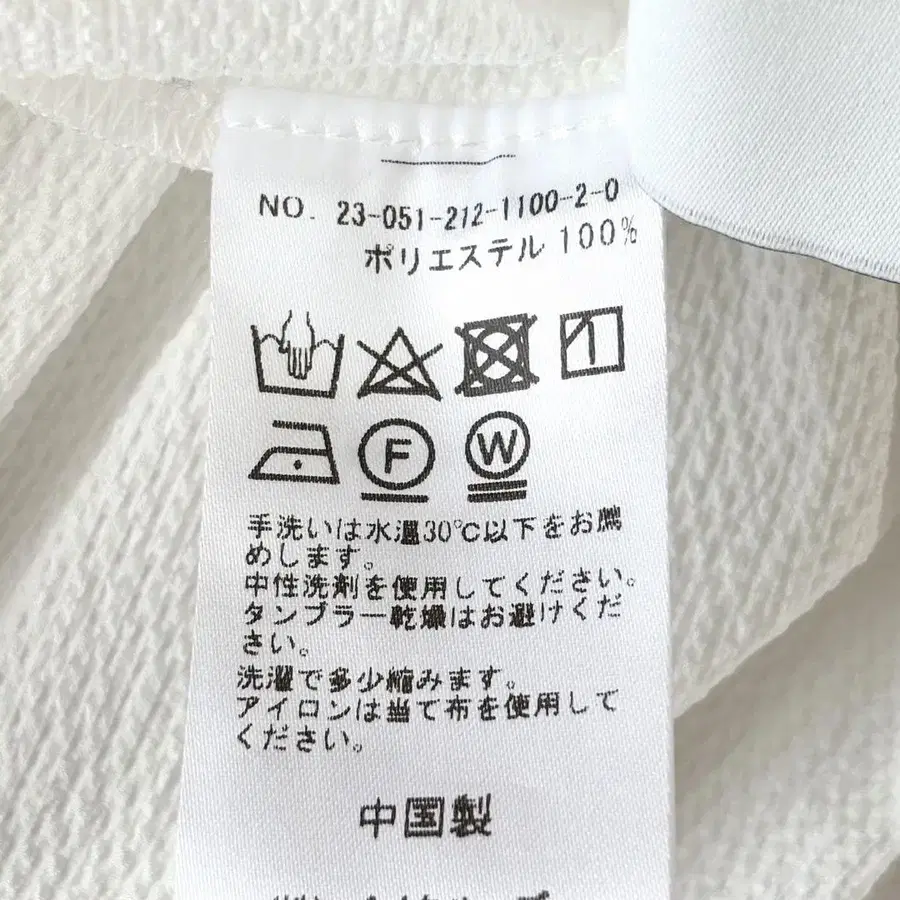 NO. 23-051-212-1100-2-0
ポリエステル 100%
F
W
手洗いは水温30℃以下をお薦
めします。
中性洗剤を使用してください。
タンブラー乾燥はお避けくだ
さい。
洗濯で多少縮みます。
アイロンは当て布を使用して
ください。
中国製